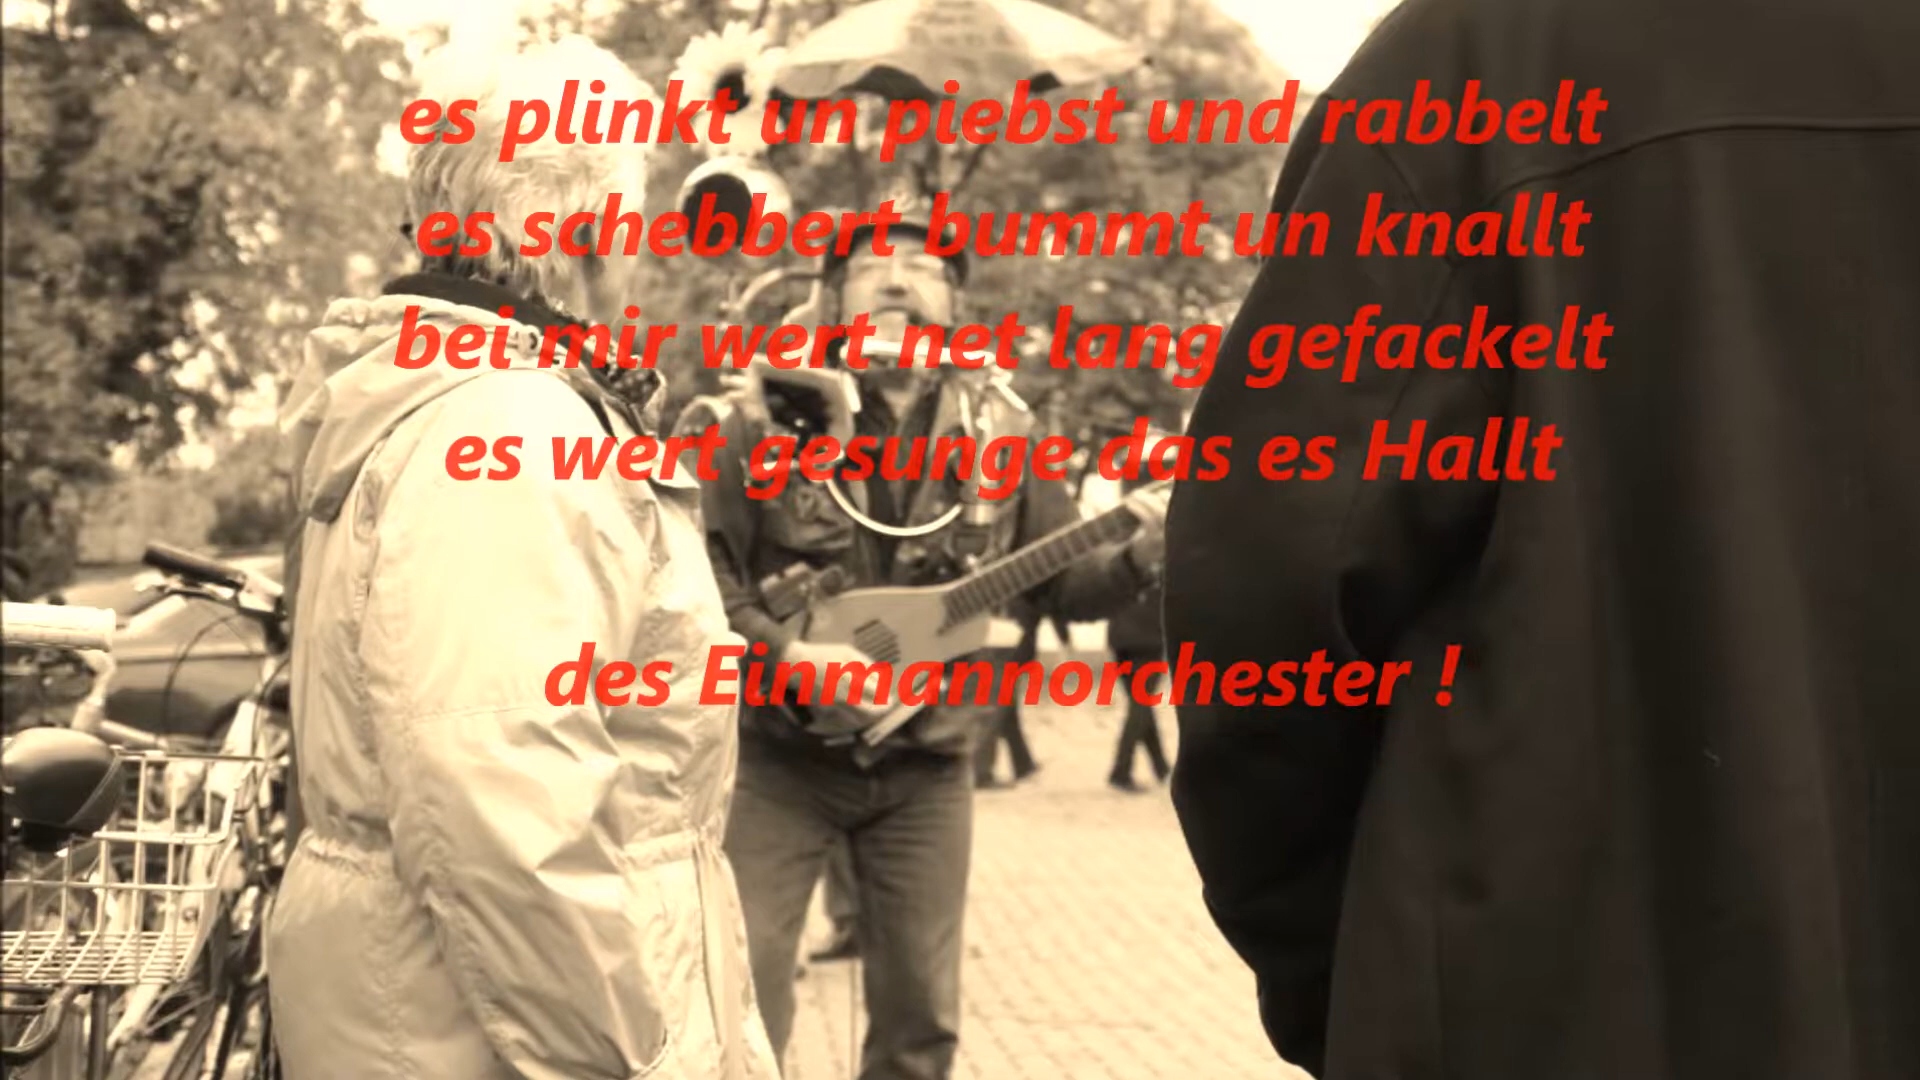 es plinkt un piebst und rabbelt
es schebbert bummt un knallt
bei mir wert net lang gefackelt
es wert gesunge das es Hallt
des Einmannorchester !